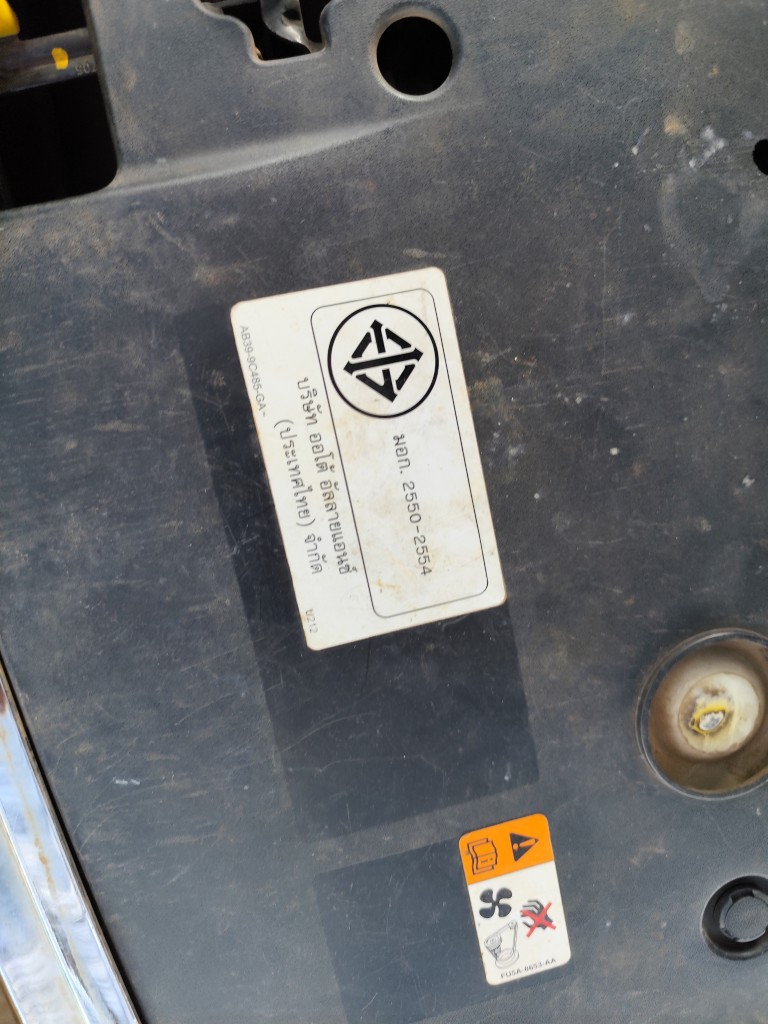 มอก. 2550-2554
บริษัท ออโต้ อัลลายแอนซ์
(ประเทศไทย) จำกัด
AB39-9C485-GA-
FUSA-8653-AA